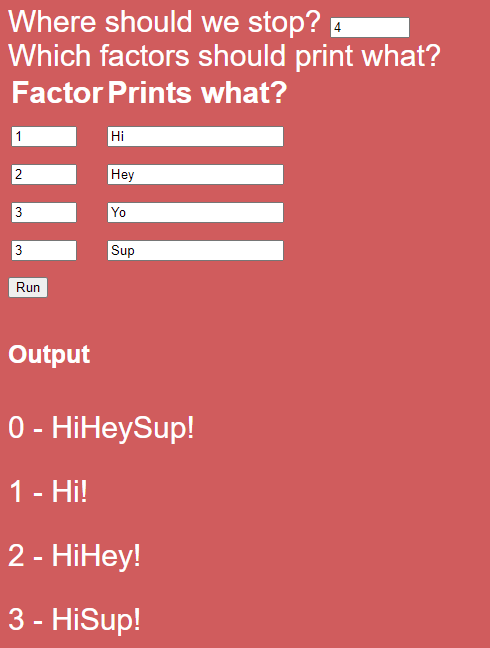 Where should we stop? 4
Which factors should print what?
Factor Prints what?
1 Hi
2 Hey
3 Yo
3 Sup
Run
Output
0 - HiHeySup!
1 - Hi!
2 - HiHey!
3 - HiSup!